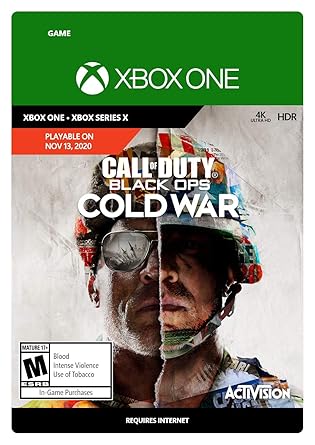 GAME
XBOX ONE
XBOX ONE • XBOX SERIES X
4K
ULTRA HD
HDR
PLAYABLE ON
NOV 13, 2020
CALL OF DUTY®
BLACK OPS
COLD WAR
MATURE 17+
M
ESRB
Blood
Intense Violence
Use of Tobacco
In-Game Purchases
ACTIVISION
REQUIRES INTERNET